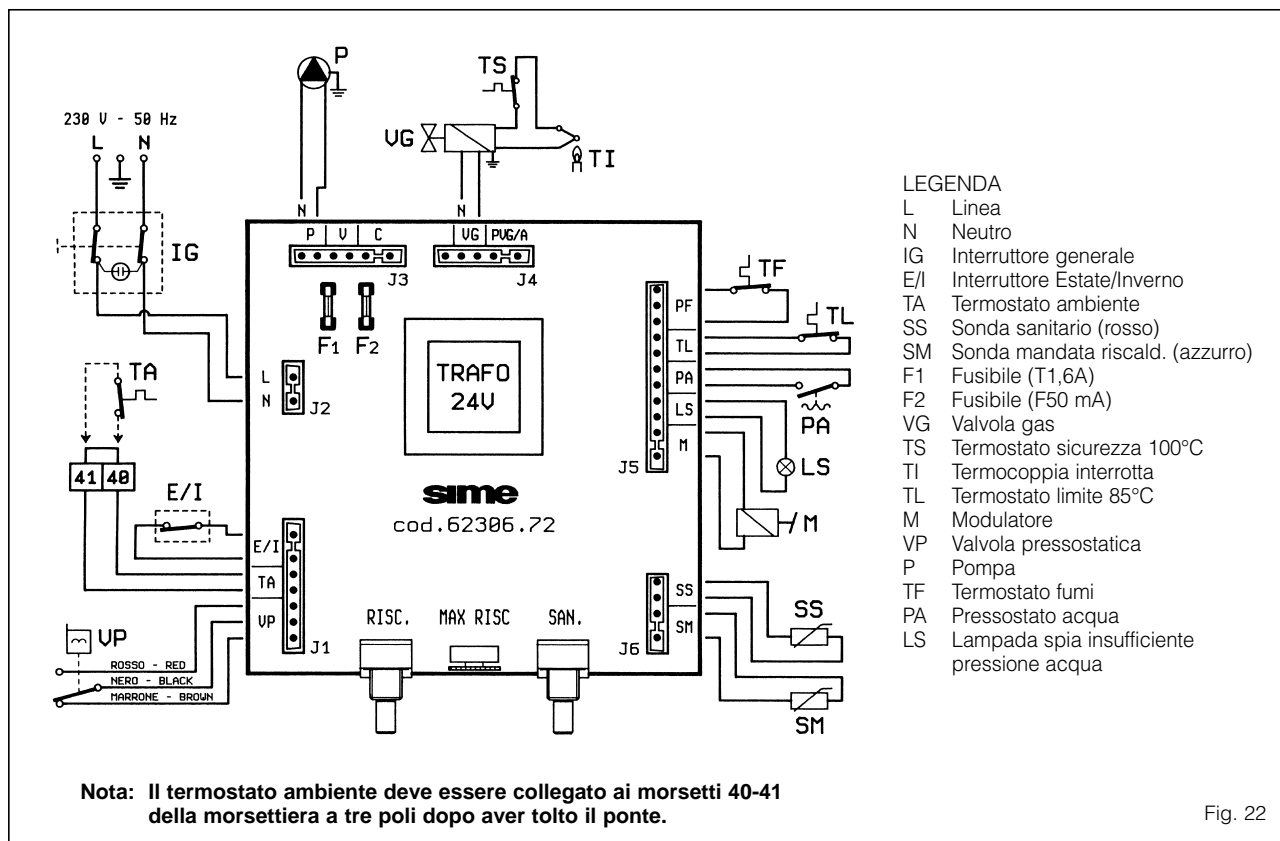 P
TS
230 V - 50 Hz
L N
VG
TI
N
N
IG
P V C
VG PVG/A
J3
J4
TF
PF
TL
TL
F1 F2
TA
L
N
J2
TRAFO
24V
PA
PA
LS
LS
M
J5
41 40
E/I
sime
cod.62306.72
M
E/I
TA
VP
J1
RISC. MAX RISC SAN.
SS
SM
J6
SS
SM
VP
ROSSO - RED
NERO - BLACK
MARRONE - BROWN
LEGENDA
L Linea
N Neutro
IG Interruttore generale
E/I Interruttore Estate/Inverno
TA Termostato ambiente
SS Sonda sanitario (rosso)
SM Sonda mandata riscald. (azzurro)
F1 Fusibile (T1,6A)
F2 Fusibile (F50 mA)
VG Valvola gas
TS Termostato sicurezza 100°C
TI Termocoppia interrotta
TL Termostato limite 85°C
M Modulatore
VP Valvola pressostatica
P Pompa
TF Termostato fumi
PA Pressostato acqua
LS Lampada spia insufficiente
pressione acqua
Nota: Il termostato ambiente deve essere collegato ai morsetti 40-41
della morsettiera a tre poli dopo aver tolto il ponte.
Fig. 22